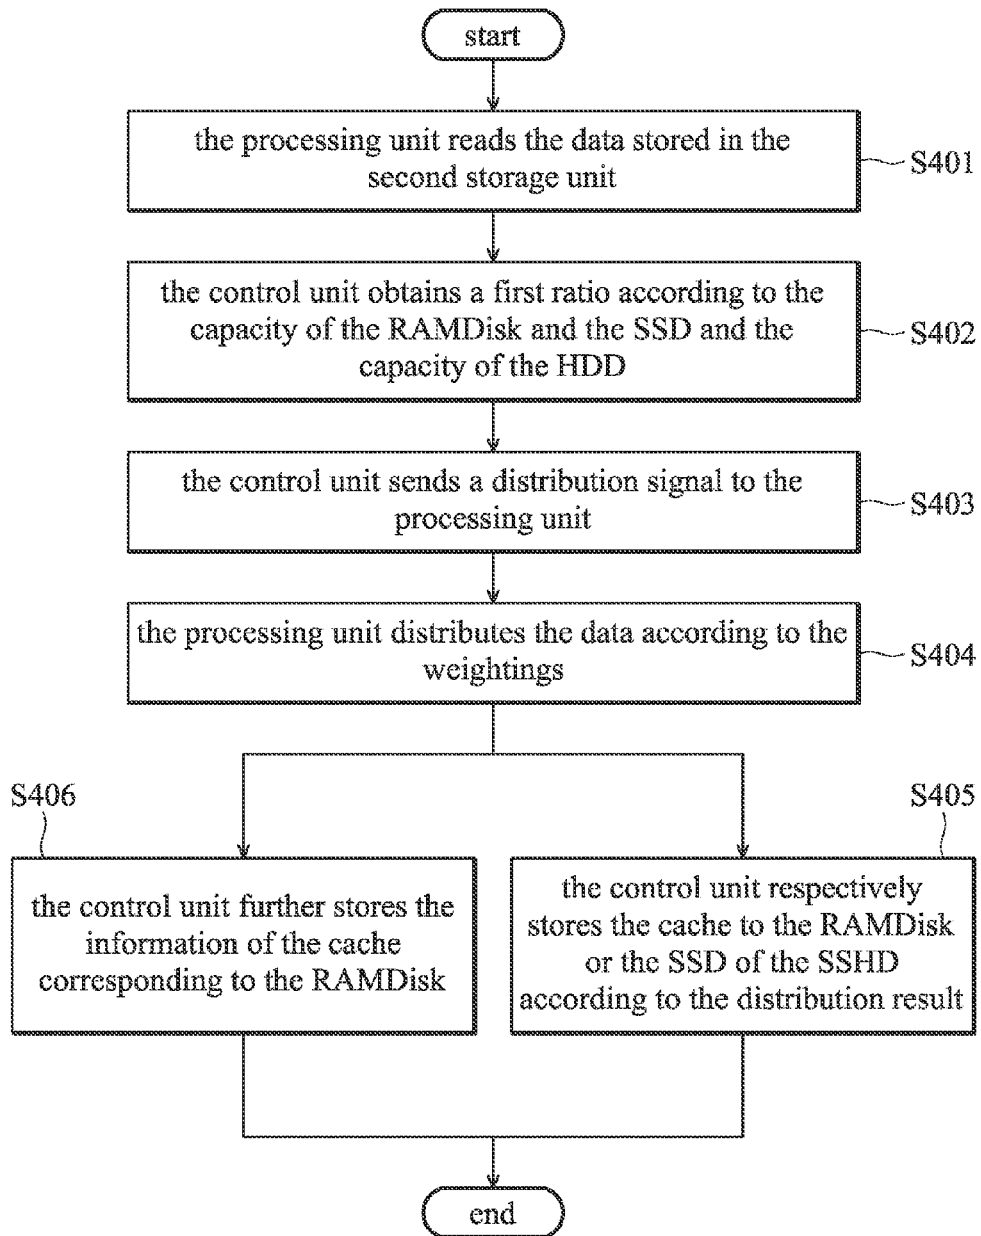 start
the processing unit reads the data stored in the
second storage unit
S401
the control unit obtains a first ratio according to the
capacity of the RAMDisk and the SSD and the
capacity of the HDD
S402
the control unit sends a distribution signal to the
processing unit
S403
the processing unit distributes the data according to the
weightings
S404
S406
the control unit further stores the
information of the cache
corresponding to the RAMDisk
S405
the control unit respectively
stores the cache to the RAMDisk
or the SSD of the SSHD
according to the distribution result
end